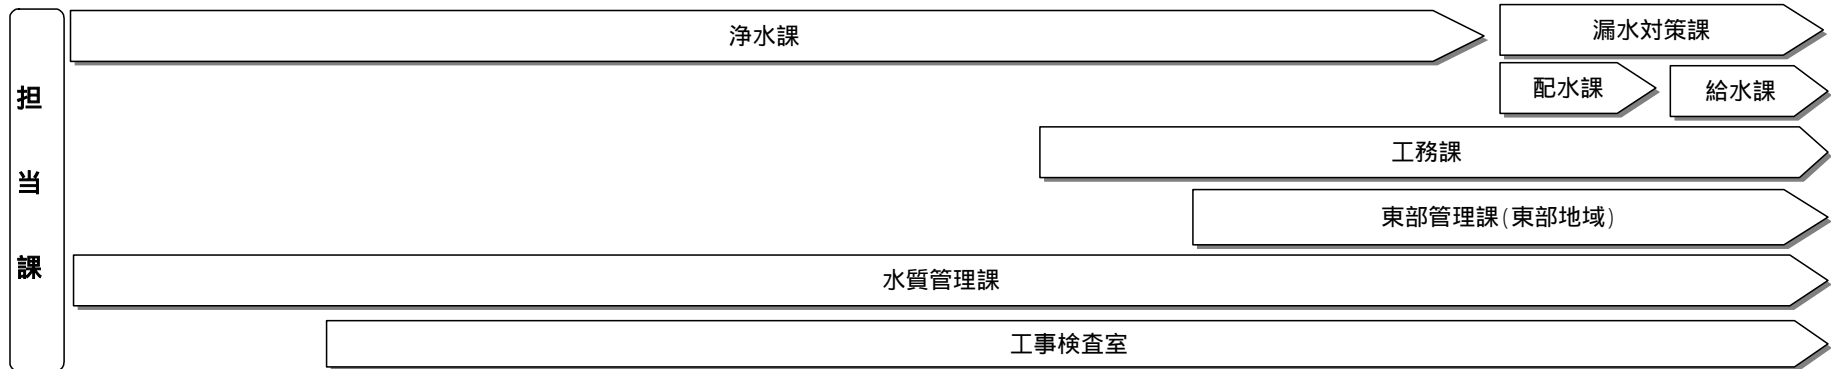 担当課
浄水課
漏水対策課
配水課
給水課
工務課
東部管理課(東部地域)
水質管理課
工事検査室